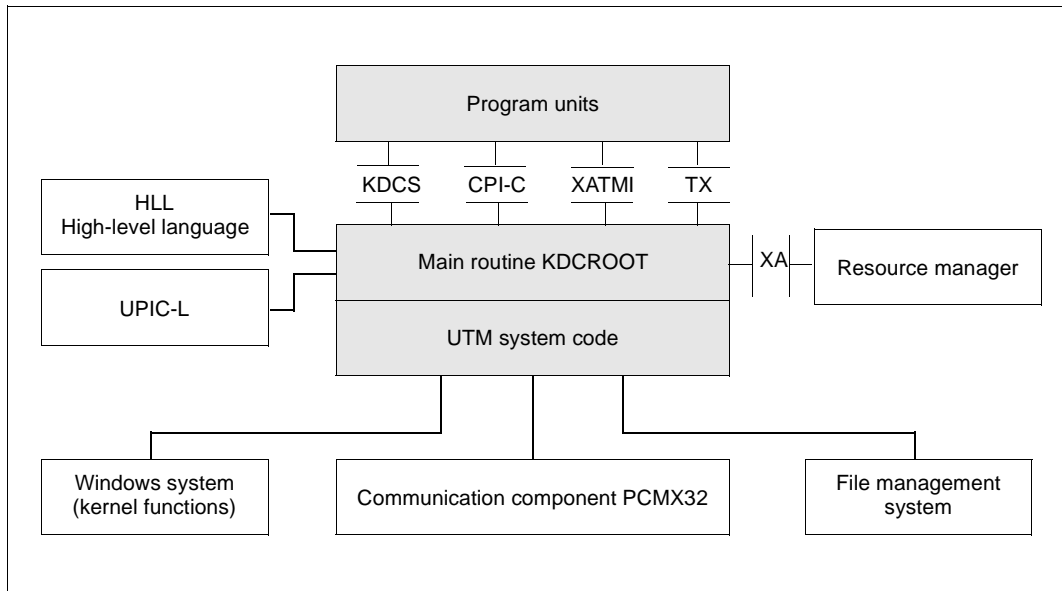 Program units
KDCS
CPI-C
XATMI
TX
HLL
High-level language
Main routine KDCROOT
XA
Resource manager
UPIC-L
UTM system code
Windows system
(kernel functions)
Communication component PCMX32
File management
system